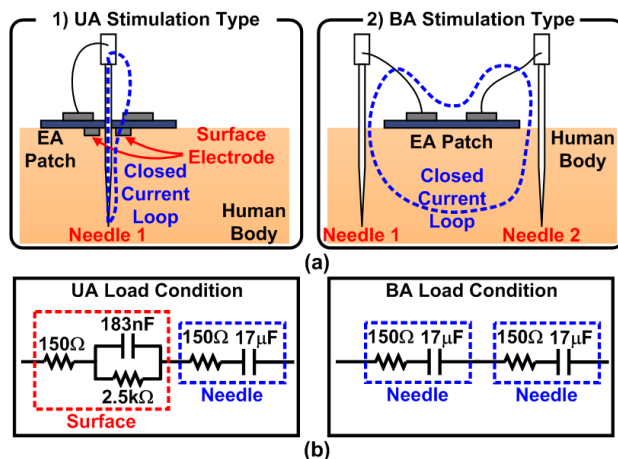 1) UA Stimulation Type
EA
Patch
Surface
Electrode
Closed
Current
Loop
Human
Body
Needle 1
2) BA Stimulation Type
EA Patch
Human
Body
Closed
Current
Loop
Needle 1
Needle 2
(a)
UA Load Condition
183nF
150Ω
2.5kΩ
Surface
150Ω 17μF
Needle
BA Load Condition
150Ω 17μF
Needle
150Ω 17μF
Needle
(b)